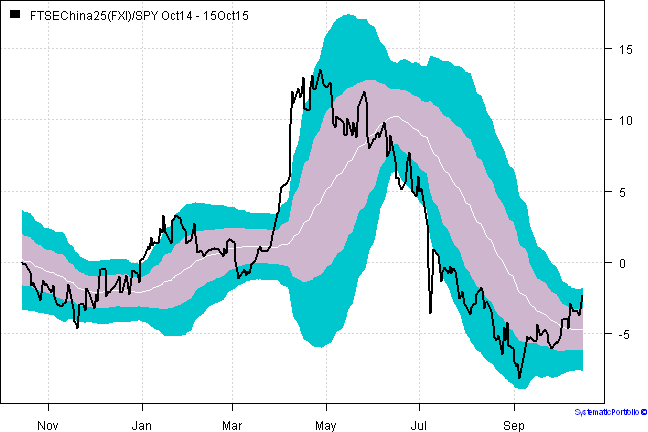 FTSEChina25(FXI)/SPY Oct14 - 15Oct15
15
10
5
0
-5
Nov Jan Mar May Jul Sep
SystematicPortfolio ©